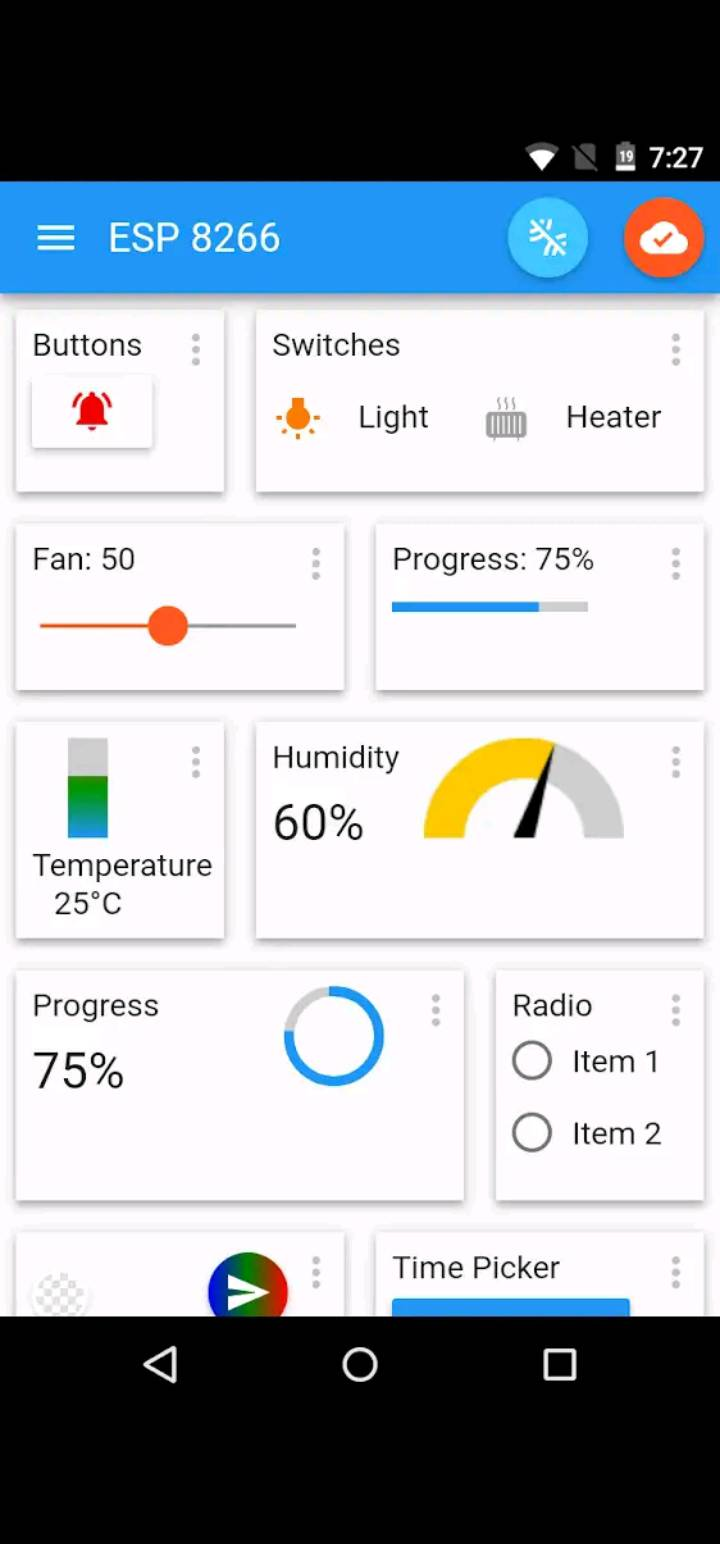 19 7:27
ESP 8266
Buttons
Switches
Light
Heater
Fan: 50
Progress: 75%
Temperature
25°C
Humidity
60%
Progress
75%
Radio
Item 1
Item 2
Time Picker